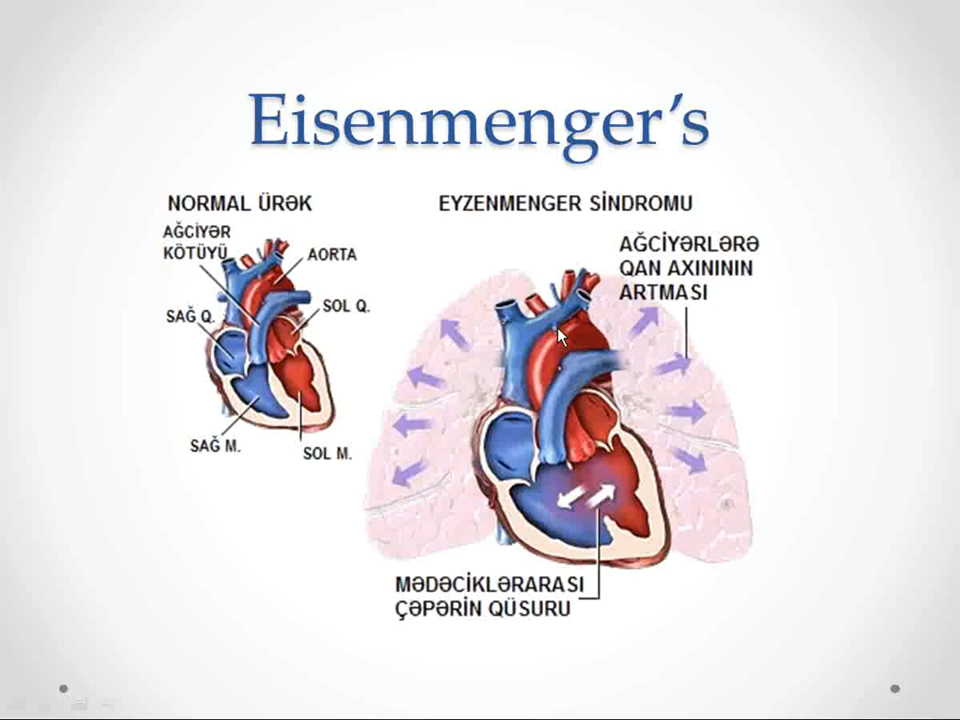 Eisenmenger’s
NORMAL ÜRƏK
AĞCİYƏR
KÖTÜYÜ
AORTA
SAĞ Q.
SOL Q.
SAĞ M.
SOL M.
EYZENMENGER SİNDROMU
AĞCİYƏRLƏRƏ
QAN AXINININ
ARTMASI
MƏDƏCİKLƏRARASI
ÇƏPƏRİN QÜSURU